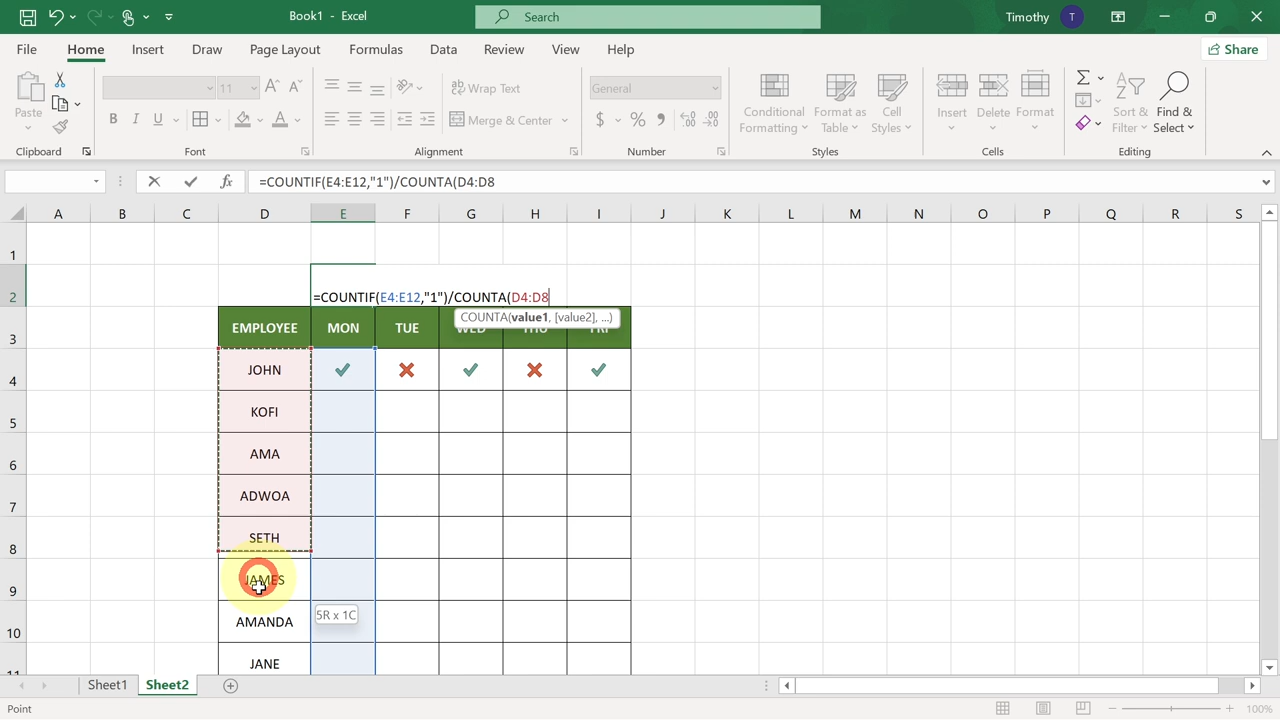 Book1 - Excel
Search
Timothy
T
File
Home
Insert
Draw
Page Layout
Formulas
Data
Review
View
Help
Share
Paste
11
Wrap Text
General
Merge & Center
Conditional Formatting
Format as Table
Cell Styles
Insert
Delete
Format
Sort & Filter
Find & Select
Clipboard
Font
Alignment
Number
Styles
Cells
Editing
=COUNTIF(E4:E12,"1")/COUNTA(D4:D8
A B C D E F G H I J K L M N O P Q R S
1
2 =COUNTIF(E4:E12,"1")/COUNTA(D4:D8
COUNTA(value1, [value2], ...)
3 EMPLOYEE MON TUE WED THU FRI
4 JOHN
5 KOFI
6 AMA
7 ADWOA
8 SETH
9 JAMES
5R x 1C
10 AMANDA
11 JANE
Sheet1 Sheet2
Point
100%